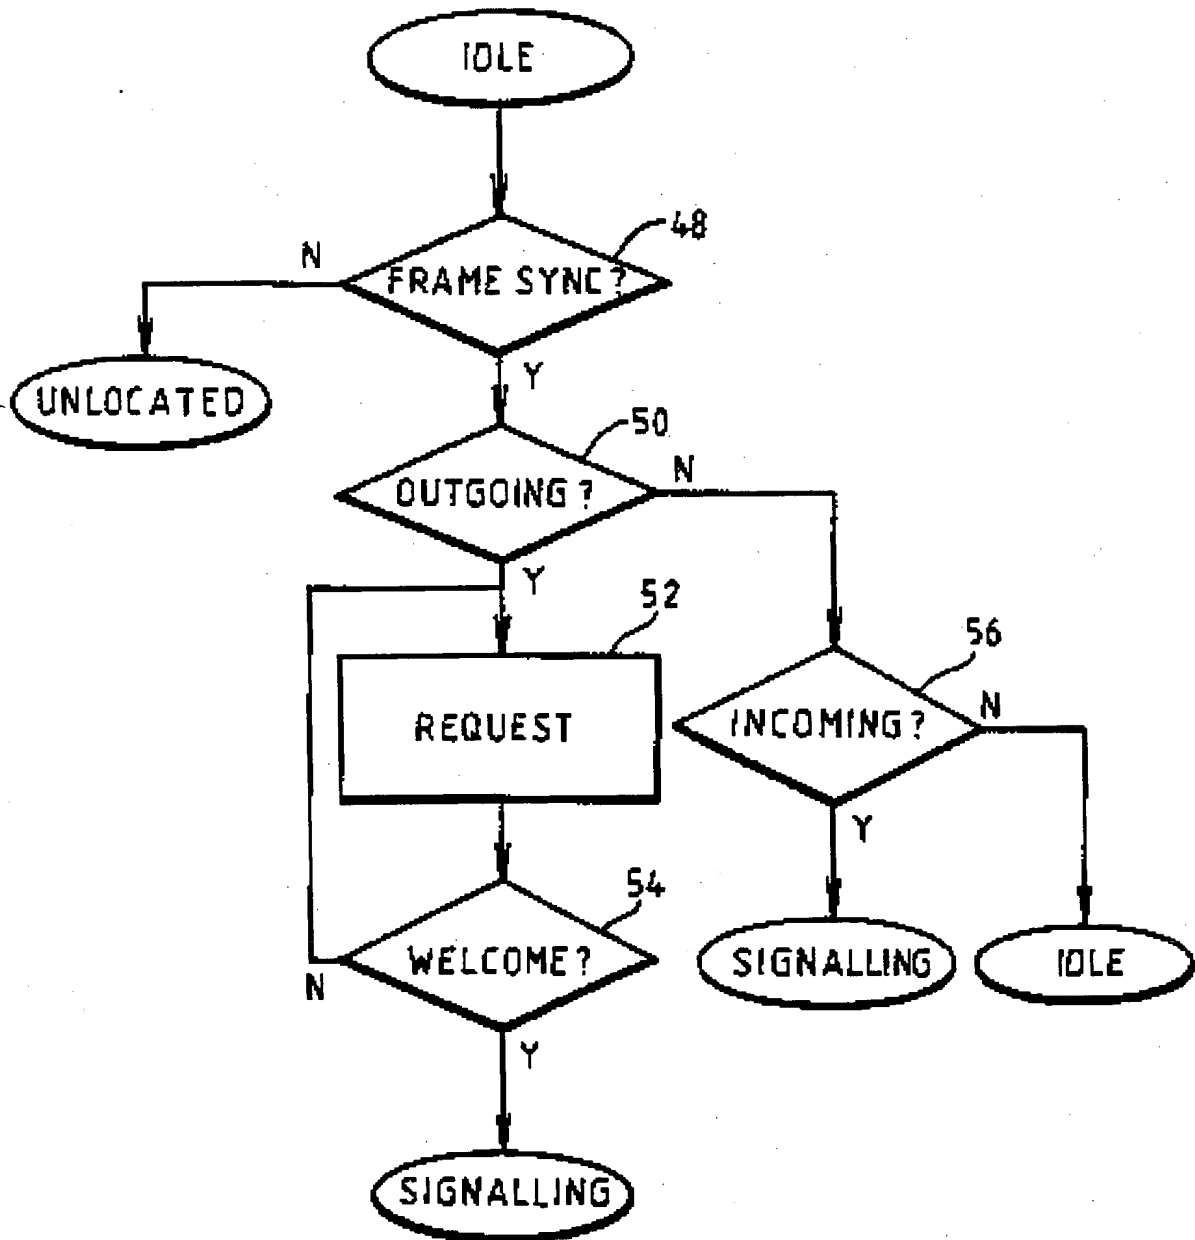 IDLE
48
N
FRAME SYNC?
Y
UNLOCATED
50
N
OUTGOING?
Y
52
56
REQUEST
INCOMING?
N
Y
54
WELCOME?
N
SIGNALLING
IDLE
Y
SIGNALLING